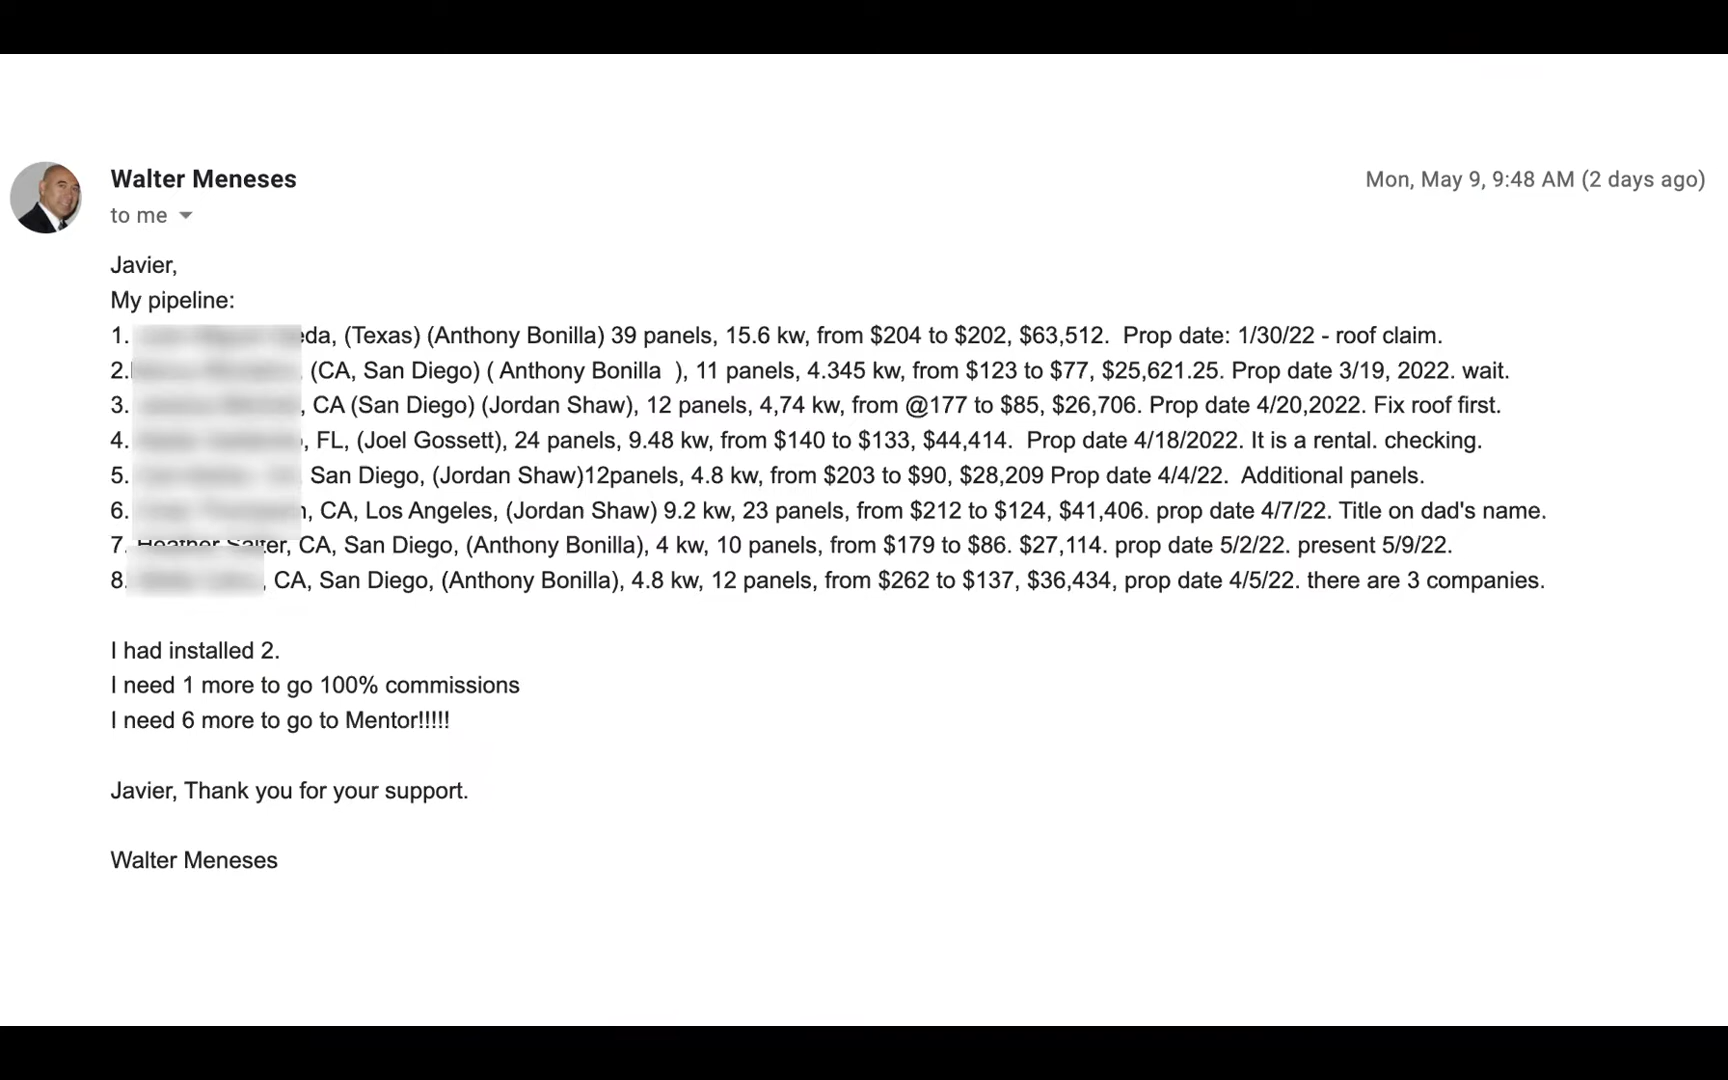 Walter Meneses
Mon, May 9, 9:48 AM (2 days ago)
to me
Javier,
My pipeline:
1. eda, (Texas) (Anthony Bonilla) 39 panels, 15.6 kw, from $204 to $202, $63,512. Prop date: 1/30/22 - roof claim.
2. , (CA, San Diego) ( Anthony Bonilla ), 11 panels, 4.345 kw, from $123 to $77, $25,621.25. Prop date 3/19, 2022. wait.
3. , CA (San Diego) (Jordan Shaw), 12 panels, 4,74 kw, from @177 to $85, $26,706. Prop date 4/20,2022. Fix roof first.
4. , FL, (Joel Gossett), 24 panels, 9.48 kw, from $140 to $133, $44,414. Prop date 4/18/2022. It is a rental. checking.
5. San Diego, (Jordan Shaw)12panels, 4.8 kw, from $203 to $90, $28,209 Prop date 4/4/22. Additional panels.
6. , CA, Los Angeles, (Jordan Shaw) 9.2 kw, 23 panels, from $212 to $124, $41,406. prop date 4/7/22. Title on dad's name.
7. Heather Salter, CA, San Diego, (Anthony Bonilla), 4 kw, 10 panels, from $179 to $86. $27,114. prop date 5/2/22. present 5/9/22.
8. , CA, San Diego, (Anthony Bonilla), 4.8 kw, 12 panels, from $262 to $137, $36,434, prop date 4/5/22. there are 3 companies.
I had installed 2.
I need 1 more to go 100% commissions
I need 6 more to go to Mentor!!!!!
Javier, Thank you for your support.
Walter Meneses